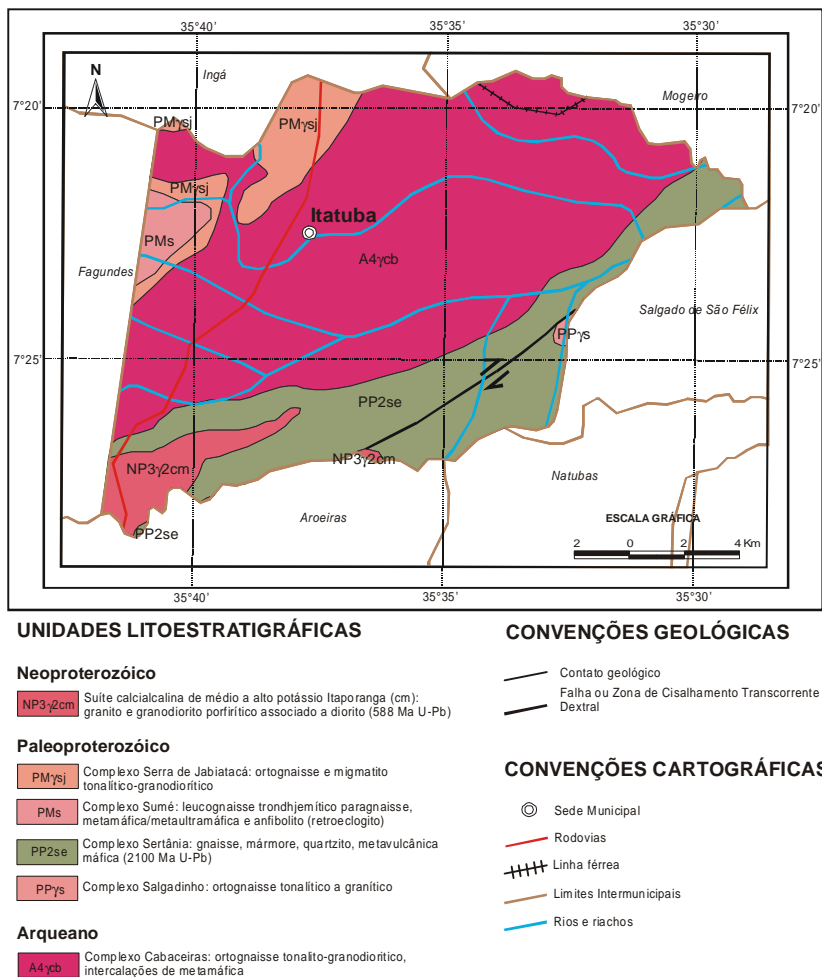 35°40'
35°35'
35°30'
N
Ingá
Mogeiro
7°20'
7°20'
PMγsj
PMγsj
PMγsj
Itatuba
PMs
A4γcb
Fagundes
Salgado de São Félix
PPγs
7°25'
7°25'
PP2se
NP3γ2cm
NP3γ2cm
Natubas
PP2se
Aroeiras
ESCALA GRÁFICA
2 0 2 4 Km
35°40'
35°35'
35°30'
UNIDADES LITOESTRATIGRÁFICAS
Neoproterozóico
NP3γ2cm
Suíte calcialcalina de médio a alto potássio Itaporanga (cm):
granito e granodiorito porfirítico associado a diorito (588 Ma U-Pb)
Paleoproterozóico
PMγsj
Complexo Serra de Jabiatacá: ortognaisse e migmatito
tonalítico-granodiorítico
PMs
Complexo Sumé: leucognaisse trondhjemítico paragnaisse,
metamáfica/metaultramáfica e anfibolito (retroeclogito)
PP2se
Complexo Sertânia: gnaisse, mármore, quartzito, metavulcânica
máfica (2100 Ma U-Pb)
PPγs
Complexo Salgadinho: ortognaisse tonalítico a granítico
Arqueano
A4γcb
Complexo Cabaceiras: ortognaisse tonalito-granodioritico,
intercalações de metamáfica
CONVENÇÕES GEOLÓGICAS
Contato geológico
Falha ou Zona de Cisalhamento Transcorrente
Dextral
CONVENÇÕES CARTOGRÁFICAS
Sede Municipal
Rodovias
Linha férrea
Limites Intermunicipais
Rios e riachos